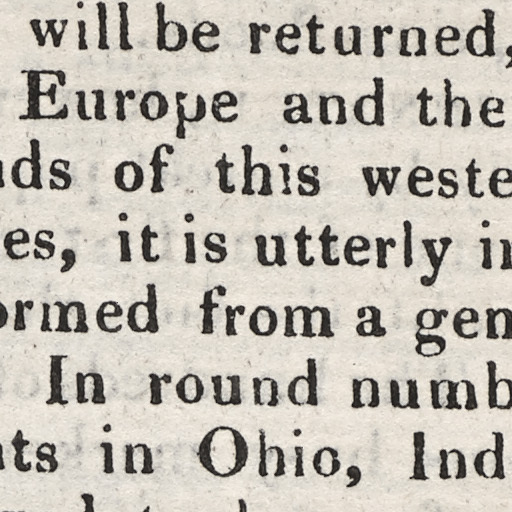 will be returned,
Europe and the
nds of this weste
es, it is utterly in
ormed from a gen
In round numb
nts in Ohio, Ind